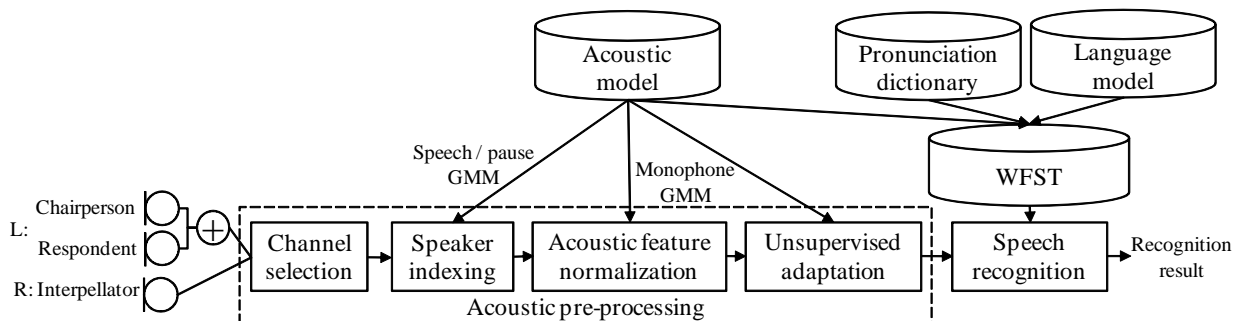 Acoustic
model
Pronunciation
dictionary
Language
model
Speech / pause
GMM
Monophone
GMM
WFST
L:
Chairperson
Respondent
R: Interpellator
Channel
selection
Speaker
indexing
Acoustic feature
normalization
Unsupervised
adaptation
Speech
recognition
Recognition
result
Acoustic pre-processing